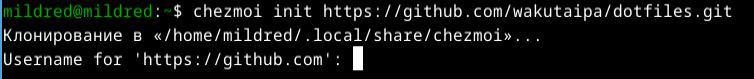 mildred@mildred:~$ chezmoi init https://github.com/wakutaipa/dotfiles.git
Клонирование в «/home/mildred/.local/share/chezmoi»...
Username for 'https://github.com':